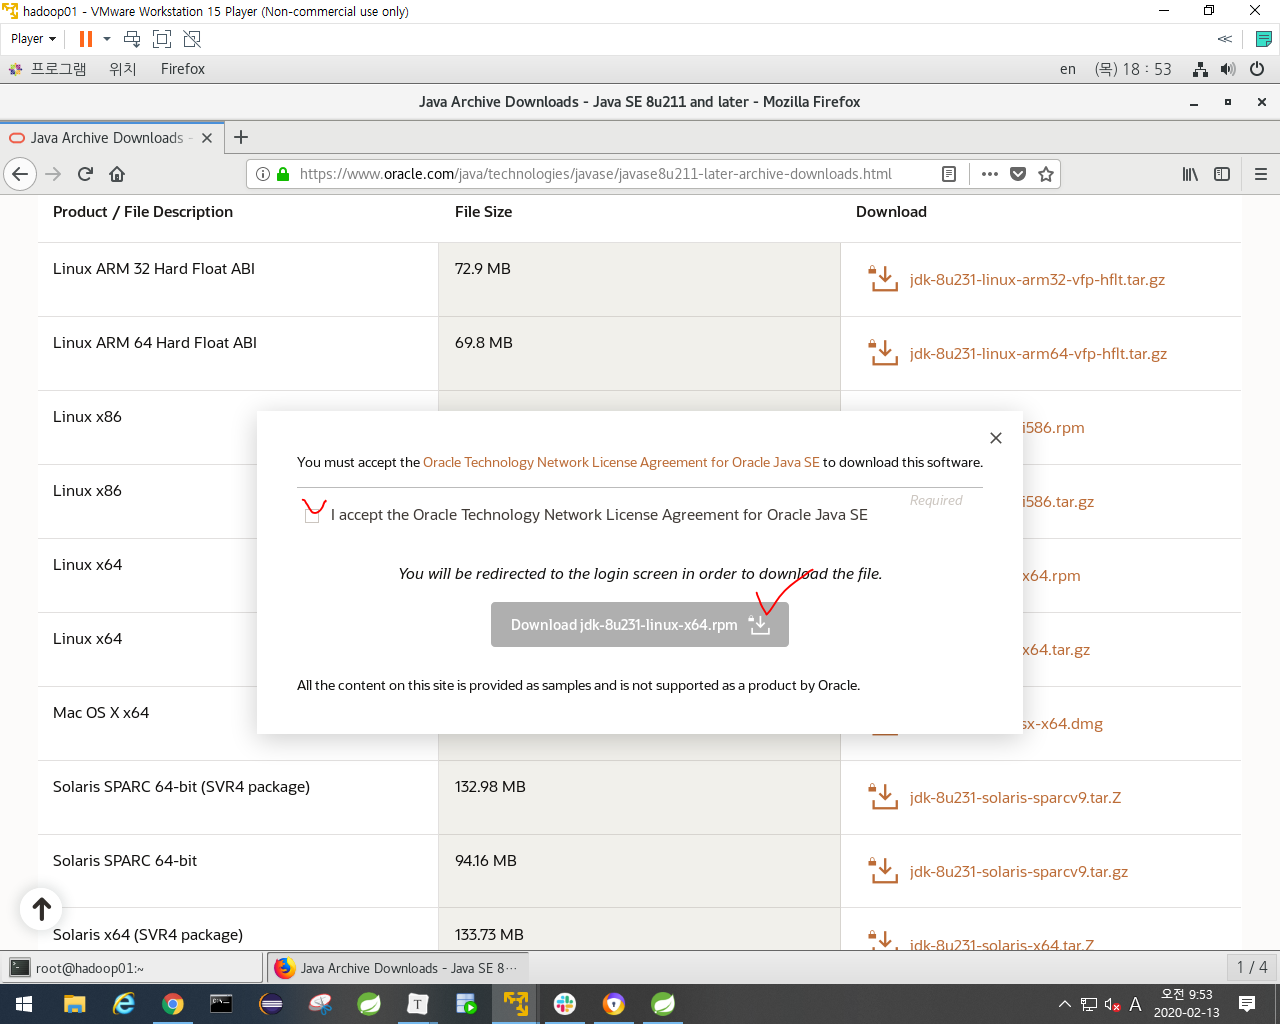 hadoop01 - VMware Workstation 15 Player (Non-commercial use only)
Player
프로그램 위치 Firefox en (목) 18 : 53
Java Archive Downloads - Java SE 8u211 and later - Mozilla Firefox
Java Archive Downloads -
https://www.oracle.com/java/technologies/javase/javase8u211-later-archive-downloads.html
Product / File Description File Size Download
Linux ARM 32 Hard Float ABI 72.9 MB jdk-8u231-linux-arm32-vfp-hflt.tar.gz
Linux ARM 64 Hard Float ABI 69.8 MB jdk-8u231-linux-arm64-vfp-hflt.tar.gz
Linux x86 i586.rpm
You must accept the Oracle Technology Network License Agreement for Oracle Java SE to download this software.
Linux x86 i586.tar.gz
Required
I accept the Oracle Technology Network License Agreement for Oracle Java SE
Linux x64 x64.rpm
You will be redirected to the login screen in order to download the file.
Download jdk-8u231-linux-x64.rpm
Linux x64 x64.tar.gz
All the content on this site is provided as samples and is not supported as a product by Oracle.
Mac OS X x64 sx-x64.dmg
Solaris SPARC 64-bit (SVR4 package) 132.98 MB jdk-8u231-solaris-sparcv9.tar.Z
Solaris SPARC 64-bit 94.16 MB jdk-8u231-solaris-sparcv9.tar.gz
Solaris x64 (SVR4 package) 133.73 MB jdk-8u231-solaris-x64.tar.Z
root@hadoop01:~ Java Archive Downloads - Java SE 8… 1 / 4
A 오전 9:53
2020-02-13